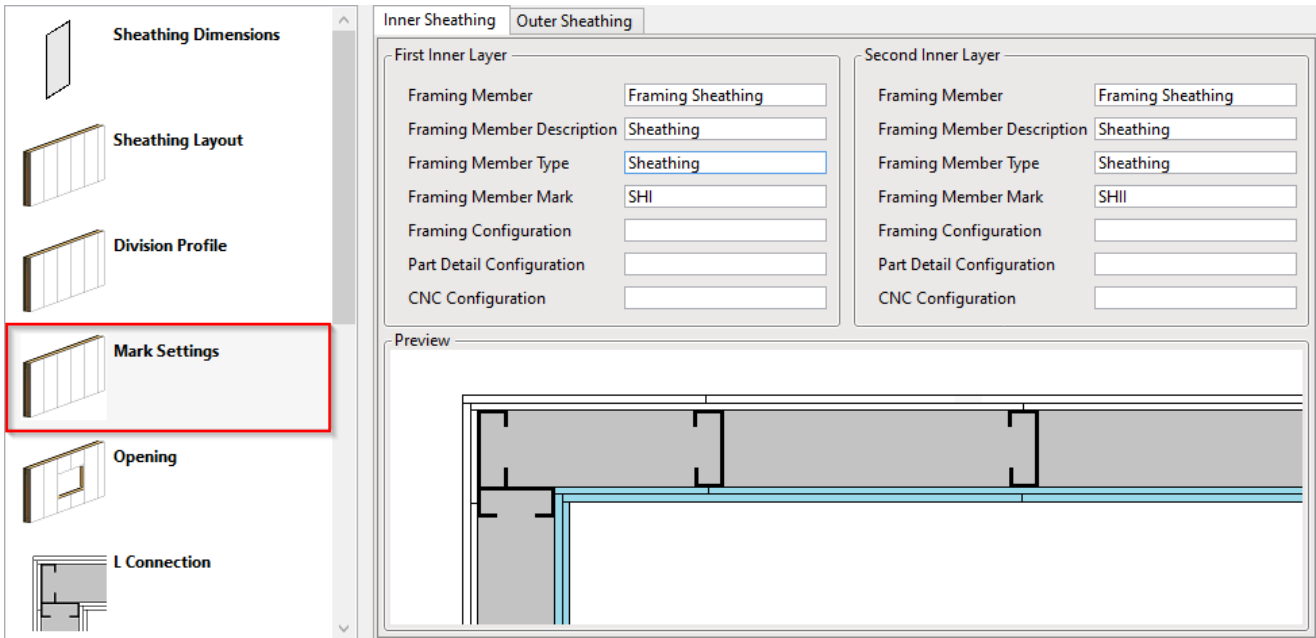 Sheathing Dimensions
Sheathing Layout
Division Profile
Mark Settings
Opening
L Connection
Inner Sheathing
Outer Sheathing
First Inner Layer
Framing Member Framing Sheathing
Framing Member Description Sheathing
Framing Member Type Sheathing
Framing Member Mark SHI
Framing Configuration
Part Detail Configuration
CNC Configuration
Second Inner Layer
Framing Member Framing Sheathing
Framing Member Description Sheathing
Framing Member Type Sheathing
Framing Member Mark SHII
Framing Configuration
Part Detail Configuration
CNC Configuration
Preview